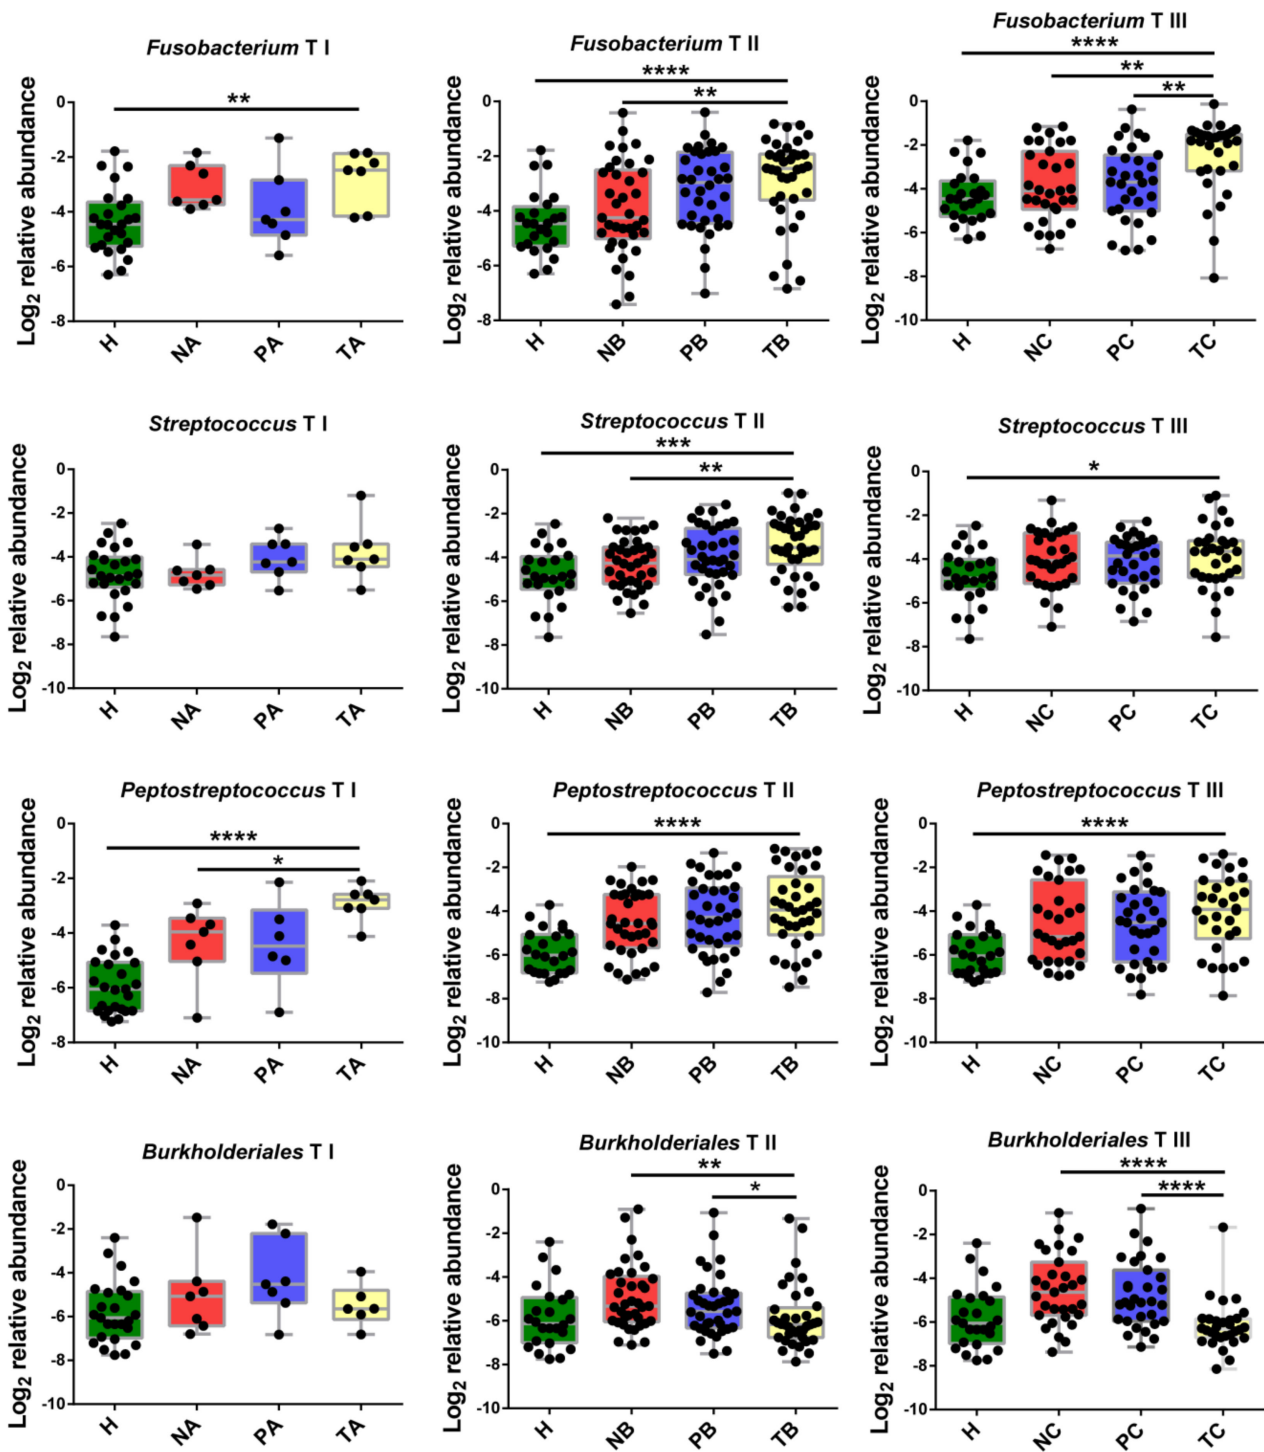 Fusobacterium T I
**
Log2 relative abundance
0
-2
-4
-6
-8
H NA PA TA
Fusobacterium T II
****
**
Log2 relative abundance
0
-2
-4
-6
-8
H NB PB TB
Fusobacterium T III
****
**
**
Log2 relative abundance
0
-2
-4
-6
-8
-10
H NC PC TC
Streptococcus T I
Log2 relative abundance
0
-2
-4
-6
-8
-10
H NA PA TA
Streptococcus T II
***
**
Log2 relative abundance
0
-2
-4
-6
-8
-10
H NB PB TB
Streptococcus T III
*
Log2 relative abundance
0
-2
-4
-6
-8
-10
H NC PC TC
Peptostreptococcus T I
****
*
Log2 relative abundance
0
-2
-4
-6
-8
H NA PA TA
Peptostreptococcus T II
****
Log2 relative abundance
0
-2
-4
-6
-8
-10
H NB PB TB
Peptostreptococcus T III
****
Log2 relative abundance
0
-2
-4
-6
-8
-10
H NC PC TC
Burkholderiales T I
Log2 relative abundance
0
-2
-4
-6
-8
-10
H NA PA TA
Burkholderiales T II
**
*
Log2 relative abundance
0
-2
-4
-6
-8
-10
H NB PB TB
Burkholderiales T III
****
****
Log2 relative abundance
0
-2
-4
-6
-8
-10
H NC PC TC